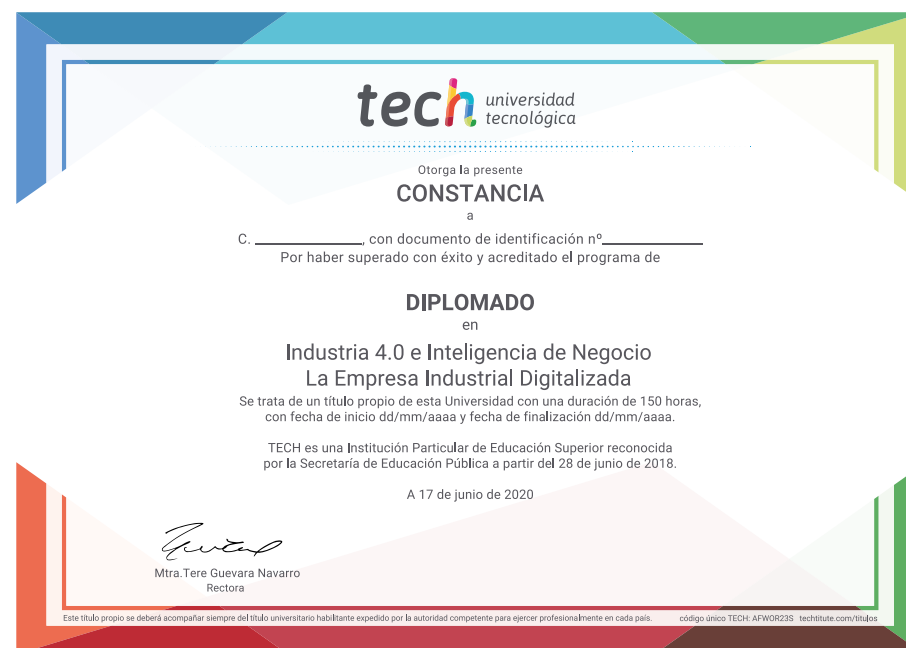 tech universidad
tecnológica
Otorga la presente
CONSTANCIA
a
C. ____________, con documento de identificación nº____________
Por haber superado con éxito y acreditado el programa de
DIPLOMADO
en
Industria 4.0 e Inteligencia de Negocio
La Empresa Industrial Digitalizada
Se trata de un título propio de esta Universidad con una duración de 150 horas,
con fecha de inicio dd/mm/aaaa y fecha de finalización dd/mm/aaaa.
TECH es una Institución Particular de Educación Superior reconocida
por la Secretaría de Educación Pública a partir del 28 de junio de 2018.
A 17 de junio de 2020
Mtra.Tere Guevara Navarro
Rectora
Este título propio se deberá acompañar siempre del título universitario habilitante expedido por la autoridad competente para ejercer profesionalmente en cada país. código único TECH: AFWOR23S techtitute.com/titulos